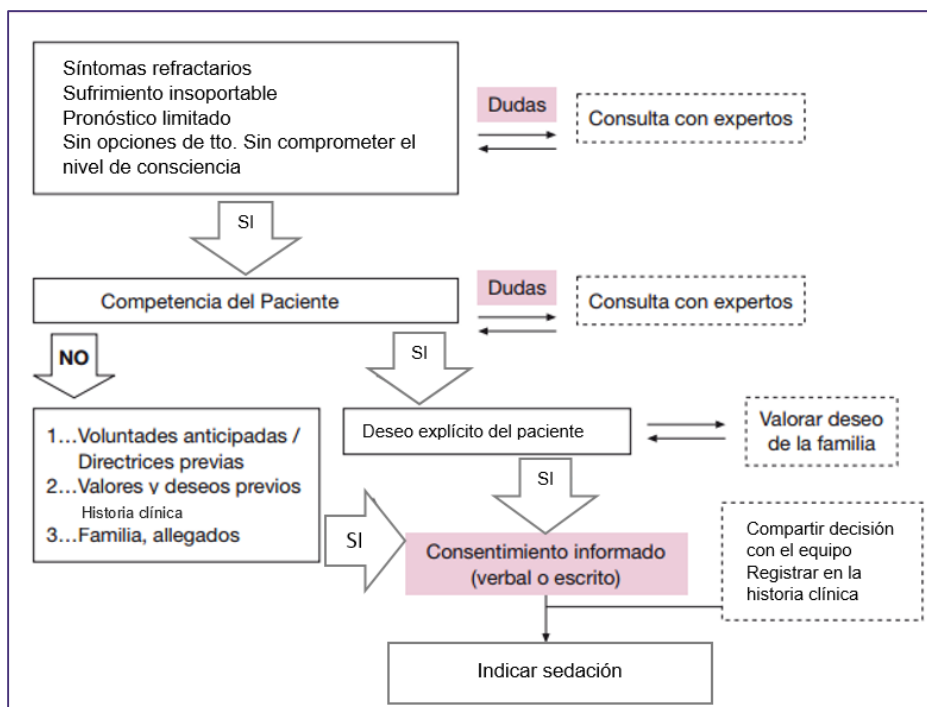 Síntomas refractarios
Sufrimiento insoportable
Pronóstico limitado
Sin opciones de tto. Sin comprometer el
nivel de consciencia
Dudas
Consulta con expertos
SI
Competencia del Paciente
Dudas
Consulta con expertos
NO
SI
1...Voluntades anticipadas /
Directrices previas
2...Valores y deseos previos
Historia clínica
3...Familia, allegados
Deseo explícito del paciente
Valorar deseo
de la familia
SI
SI
Consentimiento informado
(verbal o escrito)
Compartir decisión
con el equipo
Registrar en la
historia clínica
Indicar sedación